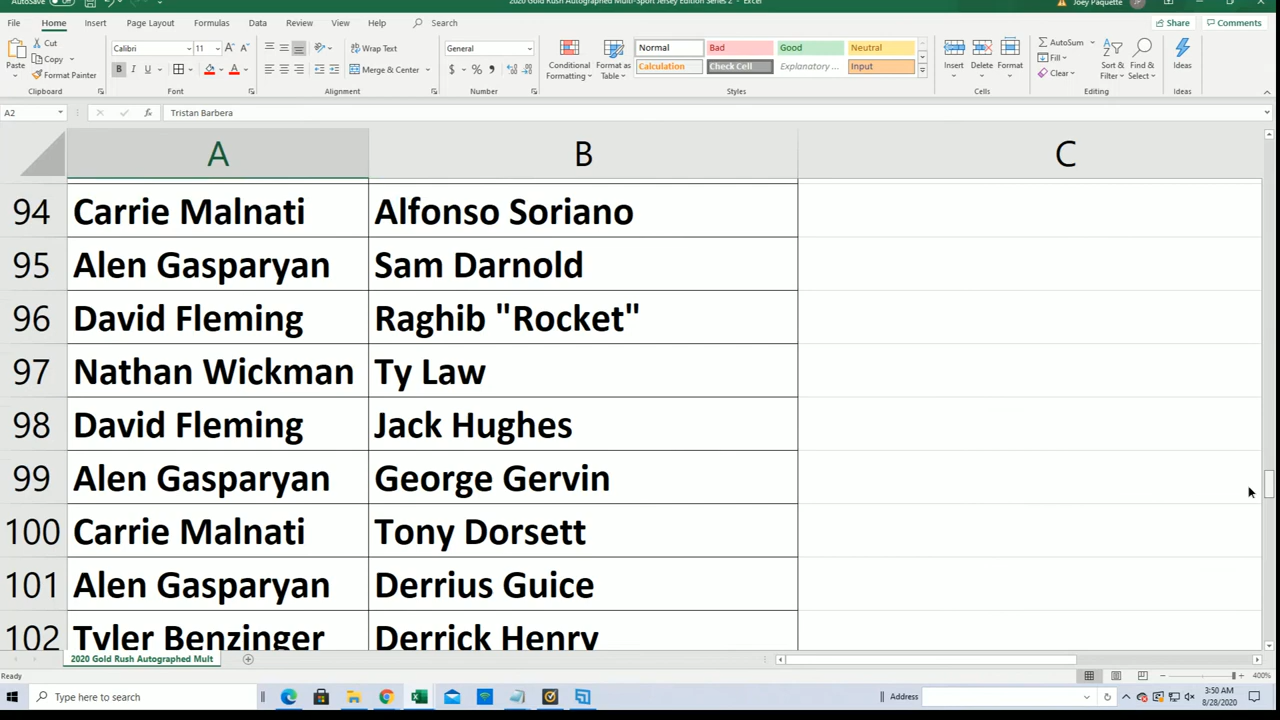 AutoSave
2020 Gold Rush Autographed Multi-Sport Jersey Edition Series 2 - Excel
Joey Paquette
JP
File Home Insert Page Layout Formulas Data Review View Help Search
Share Comments
Paste
Cut
Copy
Format Painter
Clipboard
Calibri 11
B I U
Font
Wrap Text
Merge & Center
Alignment
General
$ % ,
Number
Conditional Formatting
Format as Table
Normal Bad Good Neutral
Calculation Check Cell Explanatory ... Input
Styles
Insert Delete Format
Cells
AutoSum
Fill
Clear
Sort & Filter
Find & Select
Editing
Ideas
Ideas
A2 fx Tristan Barbera
A B C
94 Carrie Malnati Alfonso Soriano
95 Alen Gasparyan Sam Darnold
96 David Fleming Raghib "Rocket"
97 Nathan Wickman Ty Law
98 David Fleming Jack Hughes
99 Alen Gasparyan George Gervin
100 Carrie Malnati Tony Dorsett
101 Alen Gasparyan Derrius Guice
102 Tyler Benzinger Derrick Henry
2020 Gold Rush Autographed Mult
Ready
400%
Type here to search
Address
3:50 AM
8/28/2020